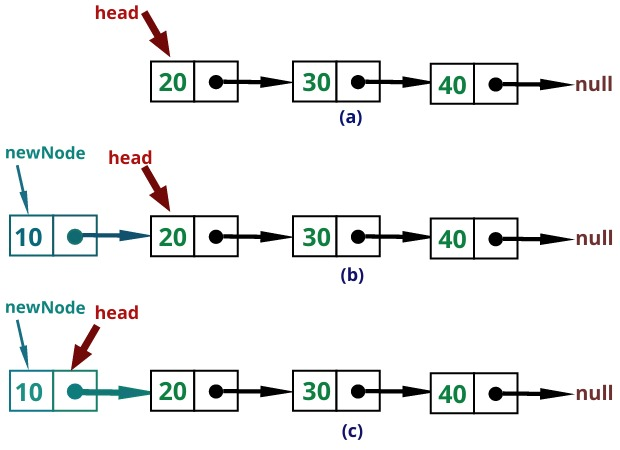 head
20 30 40 null
(a)
newNode head
10 20 30 40 null
(b)
newNode head
10 20 30 40 null
(c)